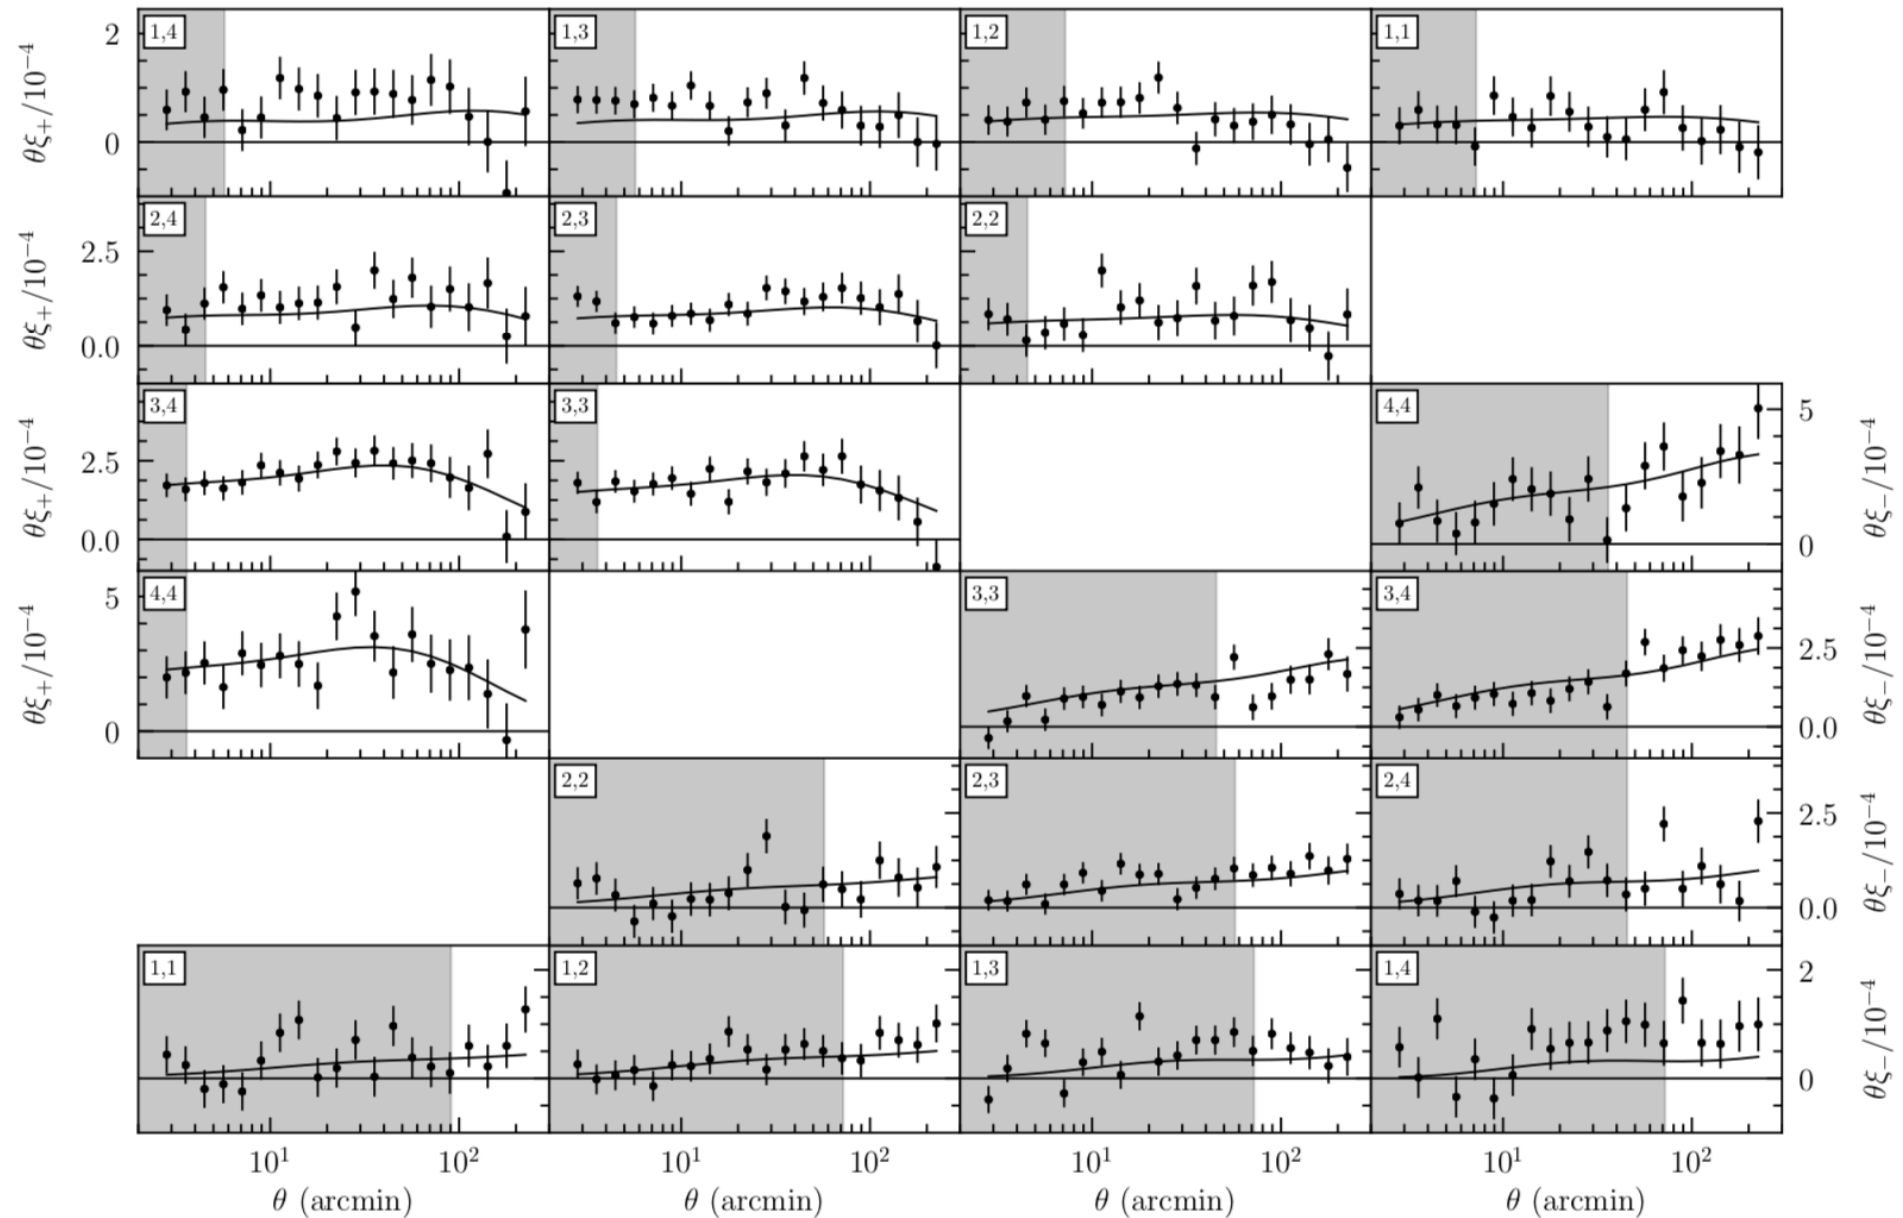 θξ+/10⁻⁴ 2 0 1,4 1,3 1,2 1,1
θξ+/10⁻⁴ 2.5 0.0 2,4 2,3 2,2
θξ+/10⁻⁴ 2.5 0.0 3,4 3,3 4,4 5 0 θξ−/10⁻⁴
θξ+/10⁻⁴ 5 0 4,4 3,3 3,4 2.5 0.0 θξ−/10⁻⁴
2,2 2,3 2,4 2.5 0.0 θξ−/10⁻⁴
1,1 1,2 1,3 1,4 2 0 θξ−/10⁻⁴
10¹ 10² 10¹ 10² 10¹ 10² 10¹ 10²
θ (arcmin) θ (arcmin) θ (arcmin) θ (arcmin)